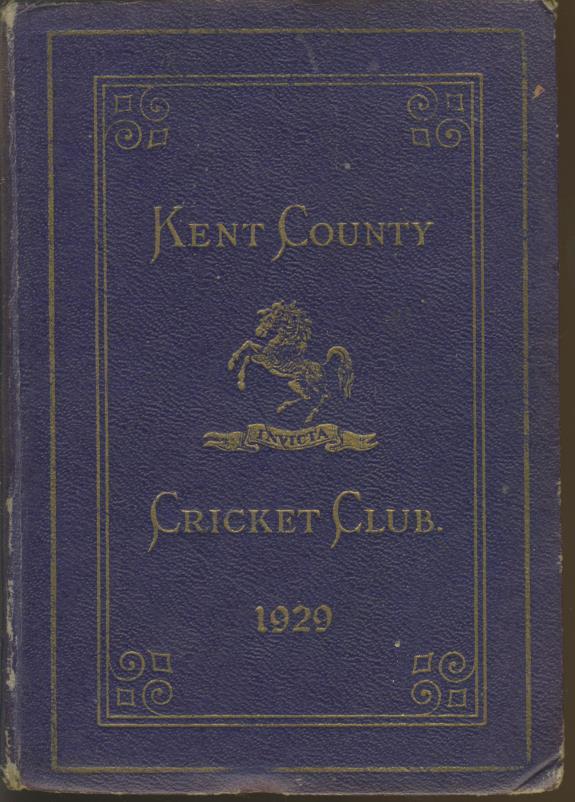 KENT COUNTY
INVICTA
CRICKET CLUB.
1929